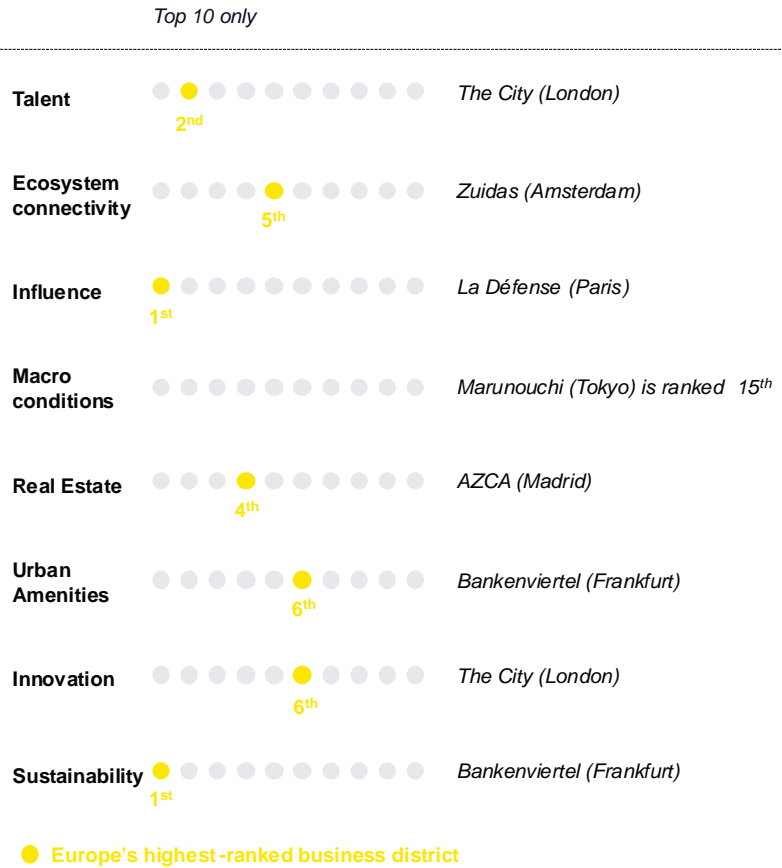 Top 10 only
Talent
2nd
The City (London)
Ecosystem
connectivity
5th
Zuidas (Amsterdam)
Influence
1st
La Défense (Paris)
Macro
conditions
Marunouchi (Tokyo) is ranked 15th
Real Estate
4th
AZCA (Madrid)
Urban
Amenities
6th
Bankenviertel (Frankfurt)
Innovation
6th
The City (London)
Sustainability
1st
Bankenviertel (Frankfurt)
Europe's highest-ranked business district